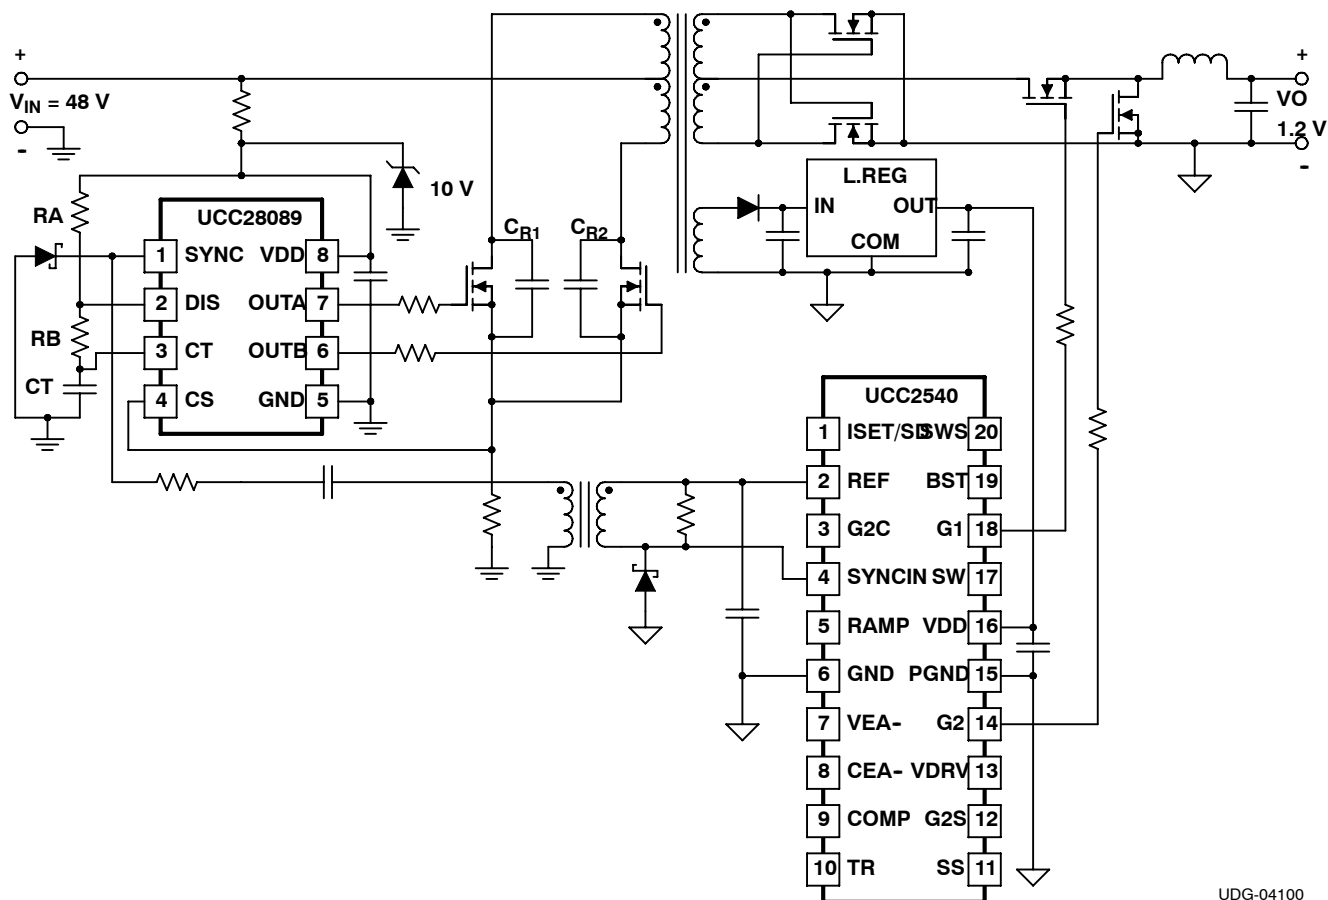 +
VIN = 48 V
-
+
VO
1.2 V
-
10 V
L.REG
IN OUT
COM
RA
RB
CT
CR1
CR2
UCC28089
1 SYNC VDD 8
2 DIS OUTA 7
3 CT OUTB 6
4 CS GND 5
UCC2540
1 ISET/SD SWS 20
2 REF BST 19
3 G2C G1 18
4 SYNCIN SW 17
5 RAMP VDD 16
6 GND PGND 15
7 VEA- G2 14
8 CEA- VDRV 13
9 COMP G2S 12
10 TR SS 11
UDG-04100